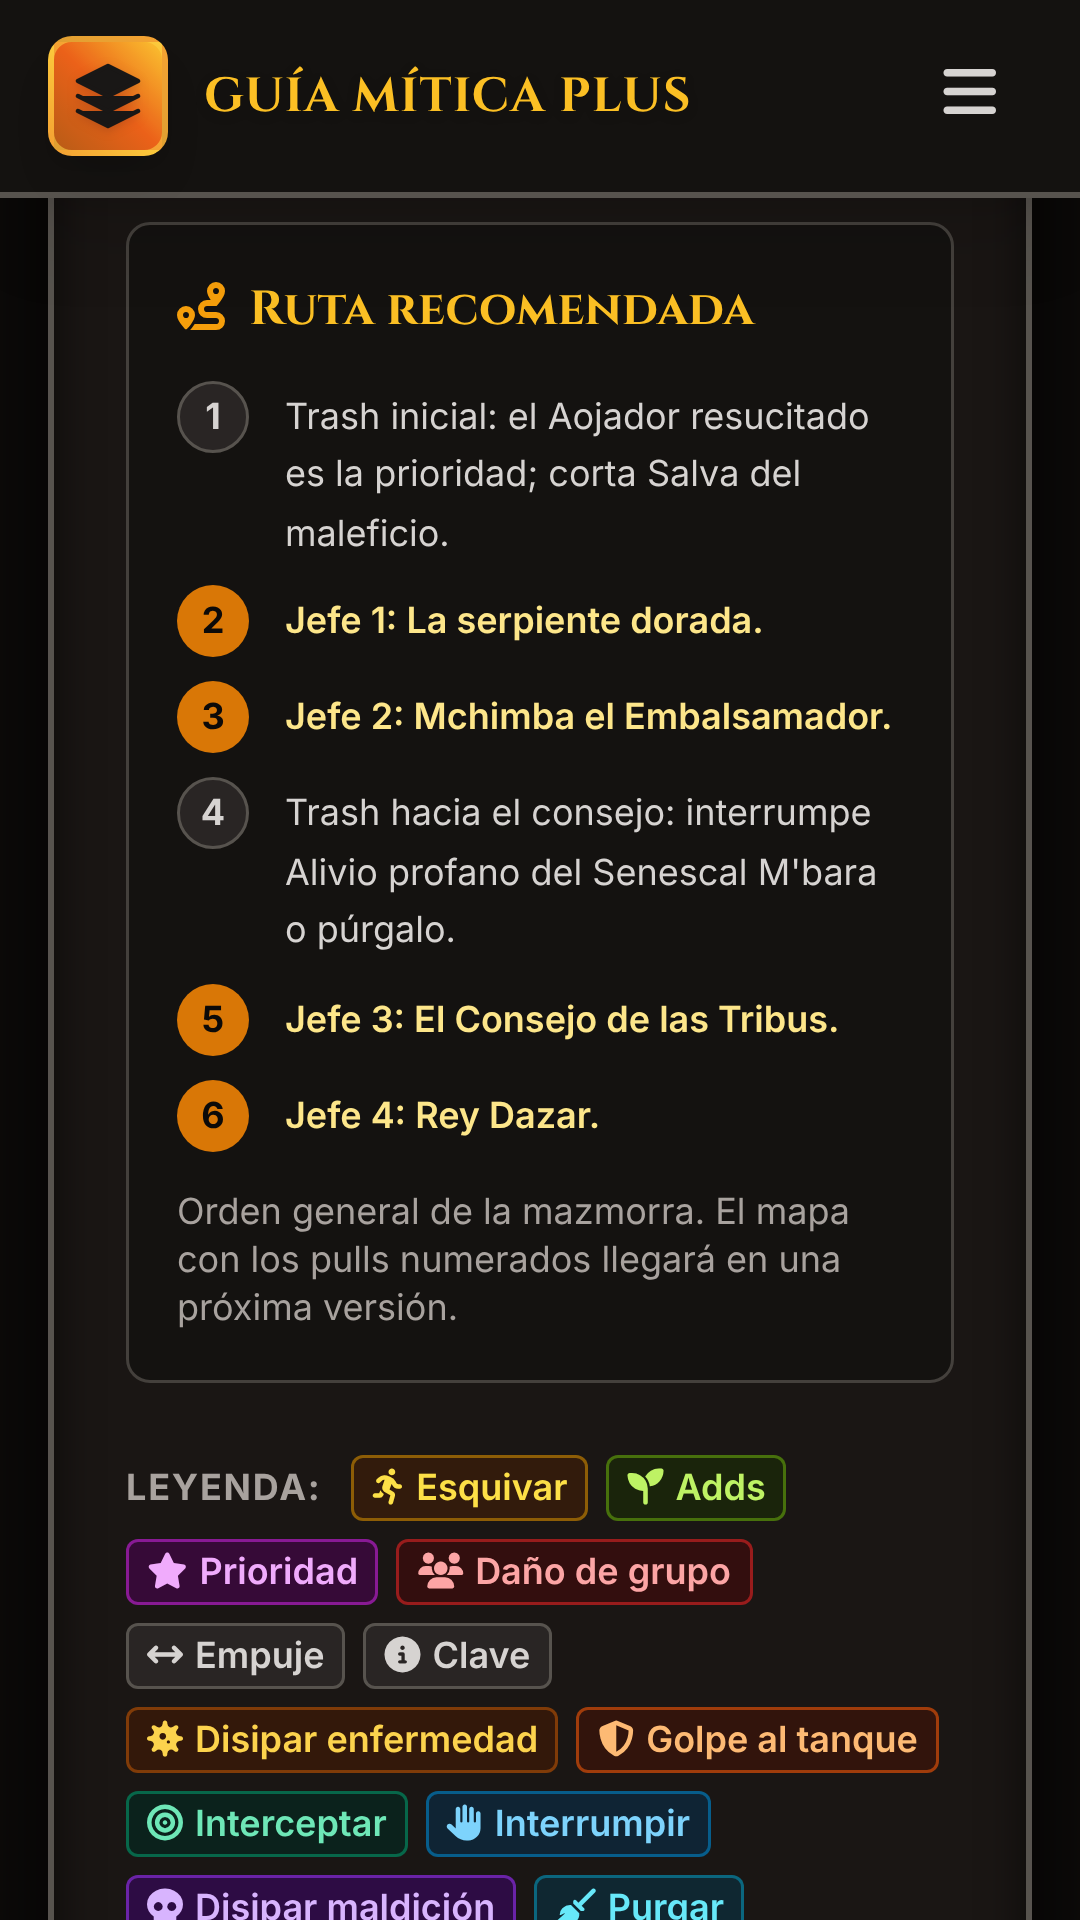 GUÍA MÍTICA PLUS
Ruta recomendada
1
Trash inicial: el Aojador resucitado
es la prioridad; corta Salva del
maleficio.
2
Jefe 1: La serpiente dorada.
3
Jefe 2: Mchimba el Embalsamador.
4
Trash hacia el consejo: interrumpe
Alivio profano del Senescal M'bara
o púrgalo.
5
Jefe 3: El Consejo de las Tribus.
6
Jefe 4: Rey Dazar.
Orden general de la mazmorra. El mapa
con los pulls numerados llegará en una
próxima versión.
LEYENDA: Esquivar Adds
Prioridad Daño de grupo
Empuje Clave
Disipar enfermedad Golpe al tanque
Interceptar Interrumpir
Disipar maldición Purgar